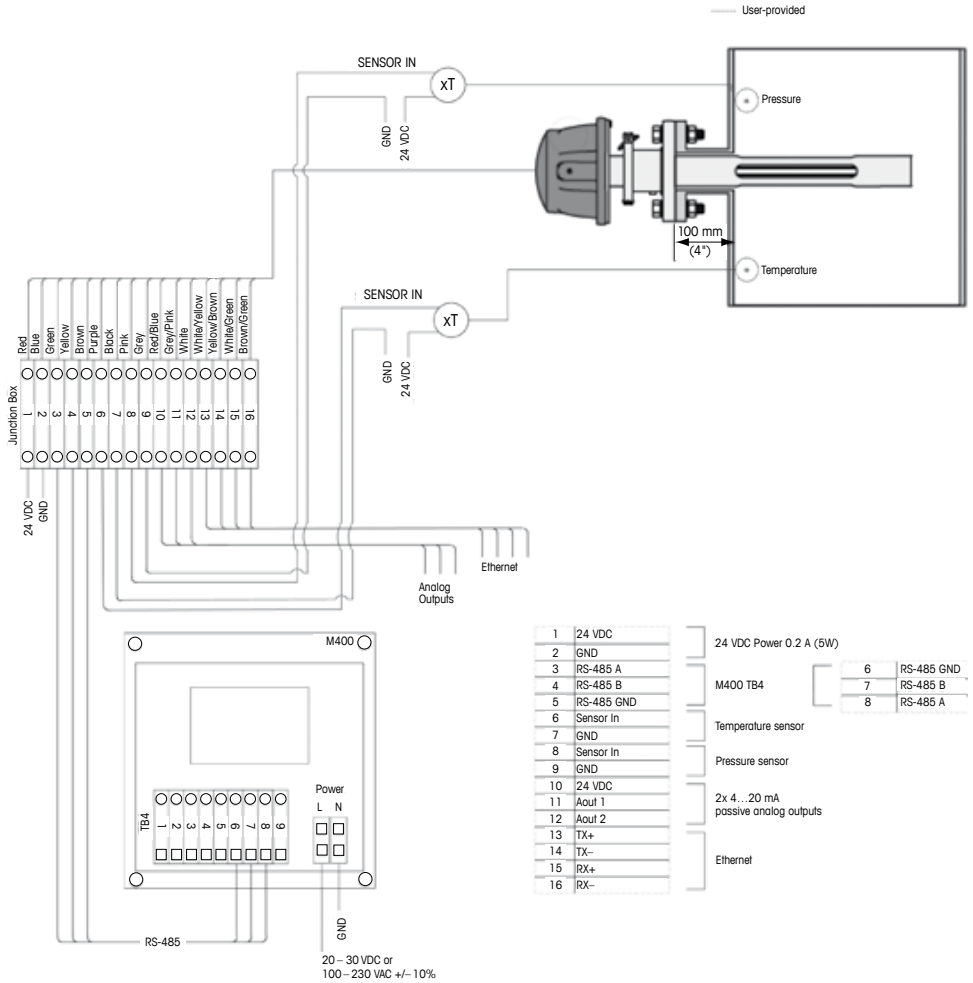 User-provided
SENSOR IN
xT
Pressure
GND
24 VDC
100 mm
(4")
Temperature
SENSOR IN
xT
GND
24 VDC
Red
Blue
Green
Yellow
Brown
Purple
Black
Pink
Grey
Red/Blue
Grey/Pink
White
White/Yellow
Yellow/Brown
White/Green
Brown/Green
Junction Box
1 2 3 4 5 6 7 8 9 10 11 12 13 14 15 16
24 VDC
GND
Analog
Outputs
Ethernet
M400
Power
L N
TB4
1 2 3 4 5 6 7 8 9
RS-485
GND
20 – 30 VDC or
100 – 230 VAC +/– 10%
1 24 VDC
2 GND
3 RS-485 A
4 RS-485 B
5 RS-485 GND
6 Sensor In
7 GND
8 Sensor In
9 GND
10 24 VDC
11 Aout 1
12 Aout 2
13 TX+
14 TX–
15 RX+
16 RX–
24 VDC Power 0.2 A (5W)
M400 TB4
6 RS-485 GND
7 RS-485 B
8 RS-485 A
Temperature sensor
Pressure sensor
2x 4…20 mA
passive analog outputs
Ethernet